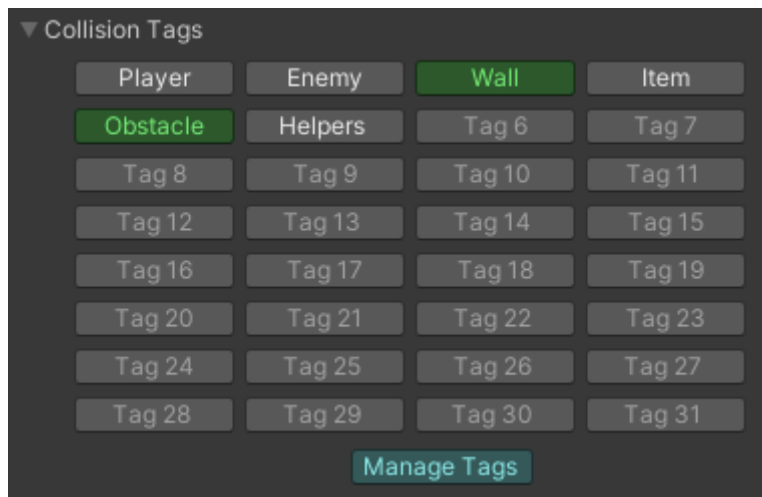 Collision Tags
Player Enemy Wall Item
Obstacle Helpers Tag 6 Tag 7
Tag 8 Tag 9 Tag 10 Tag 11
Tag 12 Tag 13 Tag 14 Tag 15
Tag 16 Tag 17 Tag 18 Tag 19
Tag 20 Tag 21 Tag 22 Tag 23
Tag 24 Tag 25 Tag 26 Tag 27
Tag 28 Tag 29 Tag 30 Tag 31
Manage Tags